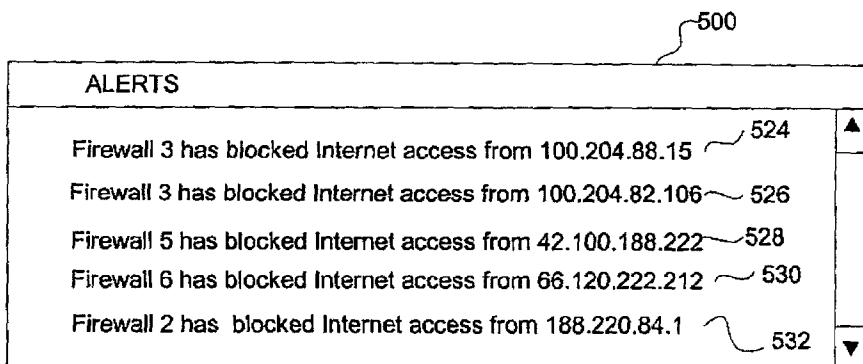 500
ALERTS
Firewall 3 has blocked Internet access from 100.204.88.15 524
Firewall 3 has blocked Internet access from 100.204.82.106 526
Firewall 5 has blocked Internet access from 42.100.188.222 528
Firewall 6 has blocked Internet access from 66.120.222.212 530
Firewall 2 has blocked Internet access from 188.220.84.1 532